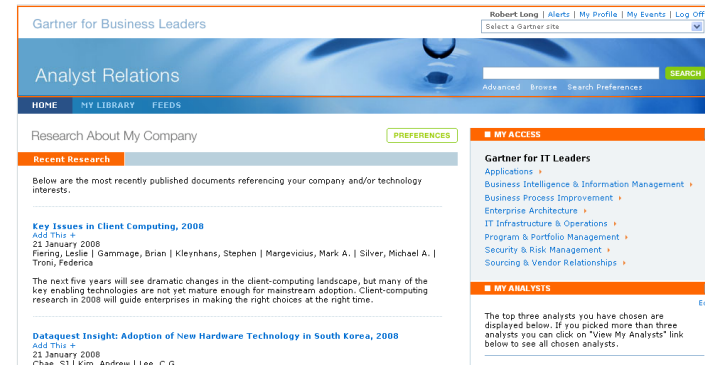 Gartner for Business Leaders
Robert Long | Alerts | My Profile | My Events | Log Off
Select a Gartner site
Analyst Relations
SEARCH
Advanced Browse Search Preferences
HOME MY LIBRARY FEEDS
Research About My Company
PREFERENCES
Recent Research
Below are the most recently published documents referencing your company and/or technology
interests.
Key Issues in Client Computing, 2008
Add This +
21 January 2008
Fiering, Leslie | Gammage, Brian | Kleynhans, Stephen | Margevicius, Mark A. | Silver, Michael A. |
Troni, Federica
The next five years will see dramatic changes in the client-computing landscape, but many of the
key enabling technologies are not yet mature enough for mainstream adoption. Client-computing
research in 2008 will guide enterprises in making the right choices at the right time.
Dataquest Insight: Adoption of New Hardware Technology in South Korea, 2008
Add This +
21 January 2008
Chae, SJ | Kim, Andrew | Lee, C.G.
MY ACCESS
Gartner for IT Leaders
Applications
Business Intelligence & Information Management
Business Process Improvement
Enterprise Architecture
IT Infrastructure & Operations
Program & Portfolio Management
Security & Risk Management
Sourcing & Vendor Relationships
MY ANALYSTS
The top three analysts you have chosen are
displayed below. If you picked more than three
analysts you can click on "View My Analysts" link
below to see all chosen analysts.